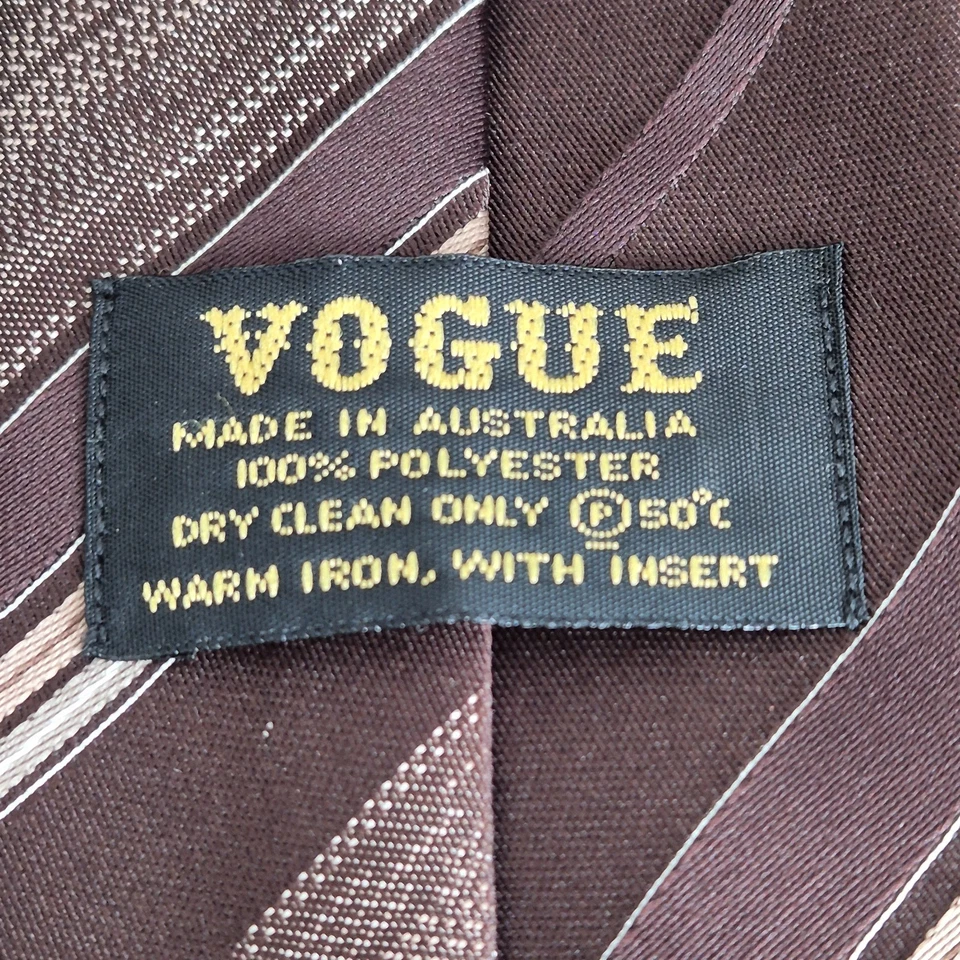 VOGUE
MADE IN AUSTRALIA
100% POLYESTER
DRY CLEAN ONLY Ⓟ 50°C
WARM IRON, WITH INSERT